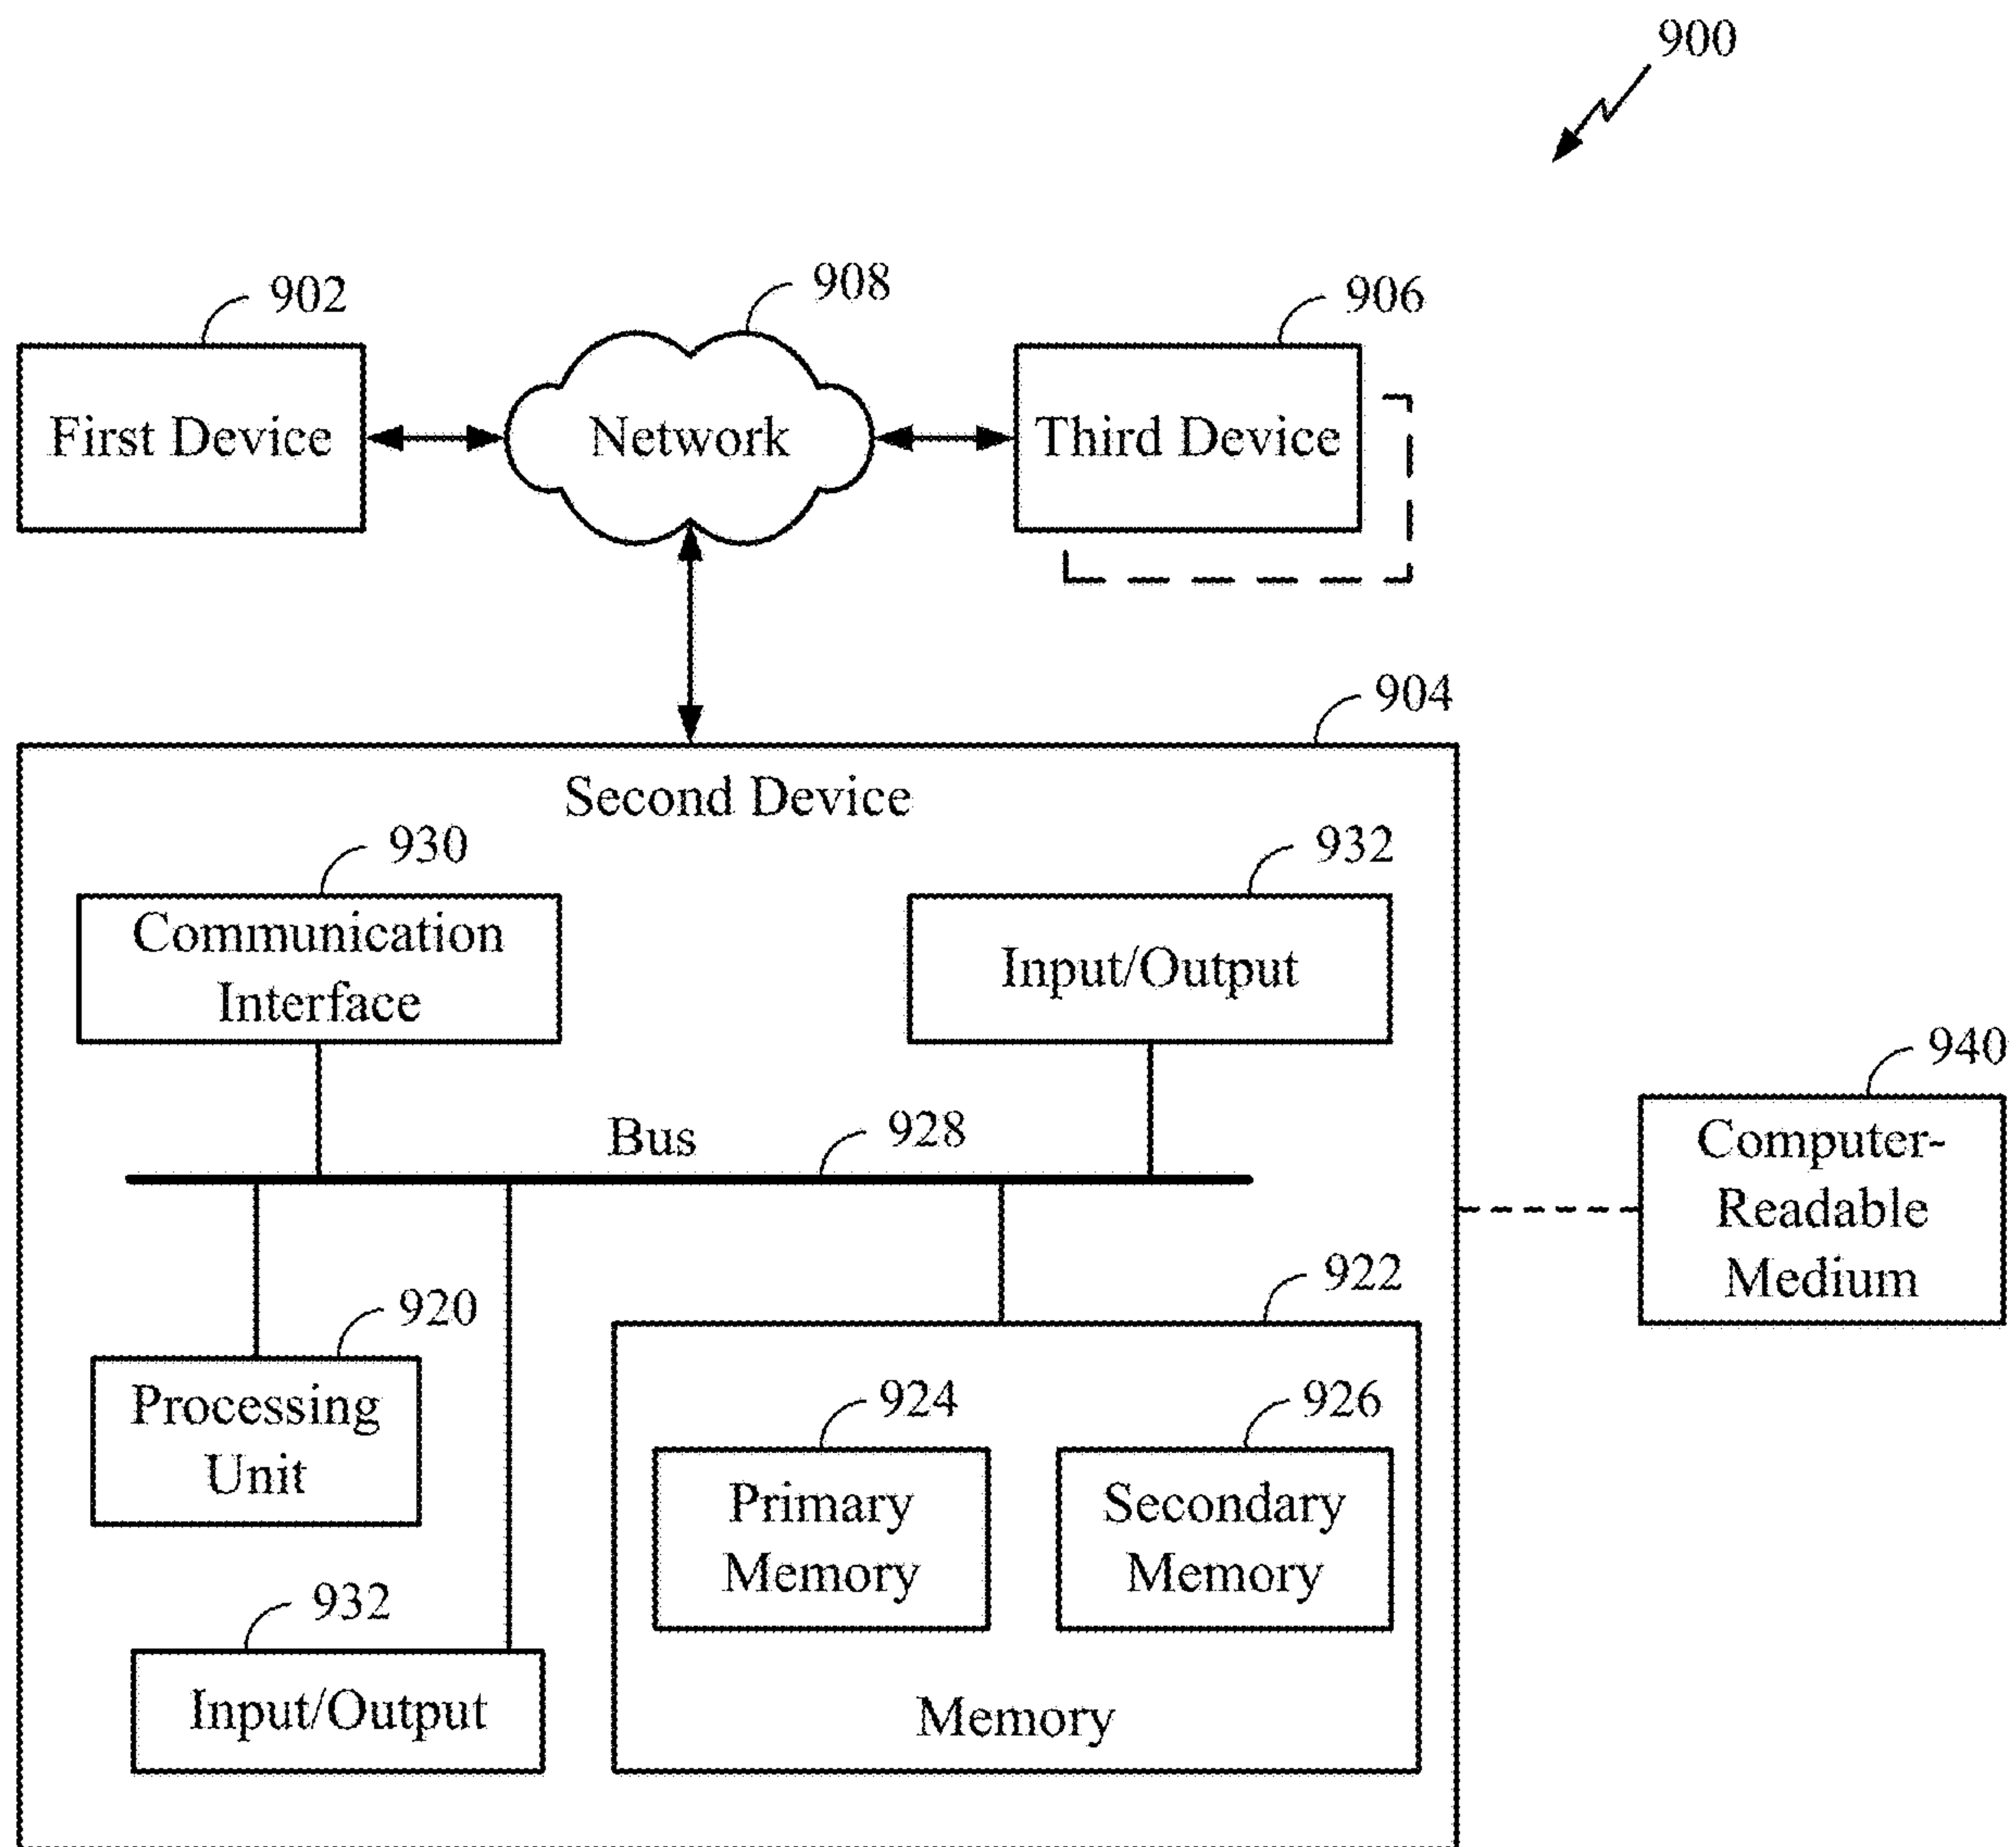 900
902
908
906
First Device
Network
Third Device
904
Second Device
930
932
Communication
Interface
Input/Output
940
Bus
928
Computer-
Readable
Medium
922
920
Processing
Unit
924
926
Primary
Memory
Secondary
Memory
932
Input/Output
Memory